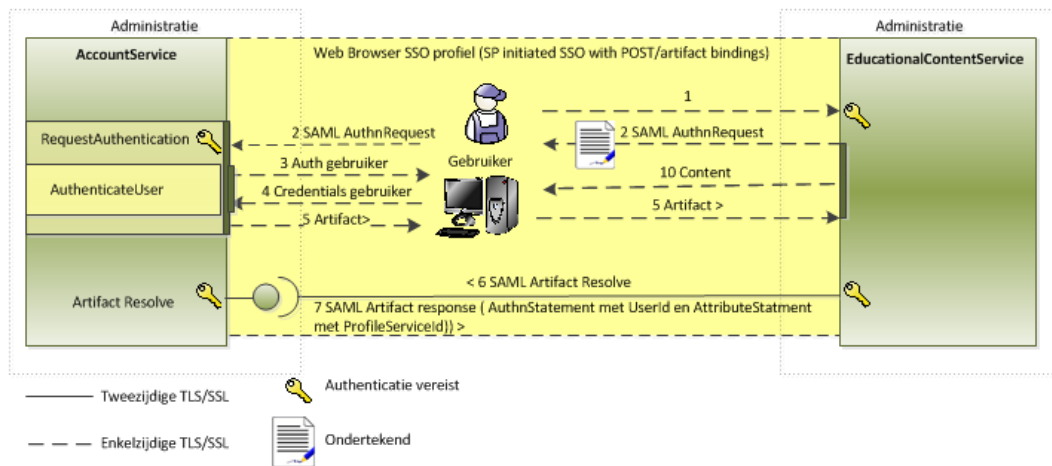 Administratie
Administratie
AccountService
Web Browser SSO profiel (SP initiated SSO with POST/artifact bindings)
EducationalContentService
1
RequestAuthentication
2 SAML AuthnRequest
2 SAML AuthnRequest
3 Auth gebruiker
Gebruiker
10 Content
AuthenticateUser
4 Credentials gebruiker
5 Artifact >
5 Artifact>
< 6 SAML Artifact Resolve
Artifact Resolve
7 SAML Artifact response ( AuthnStatement met UserId en AttributeStatment
met ProfileServiceId)) >
Tweezijdige TLS/SSL
Authenticatie vereist
Enkelzijdige TLS/SSL
Ondertekend